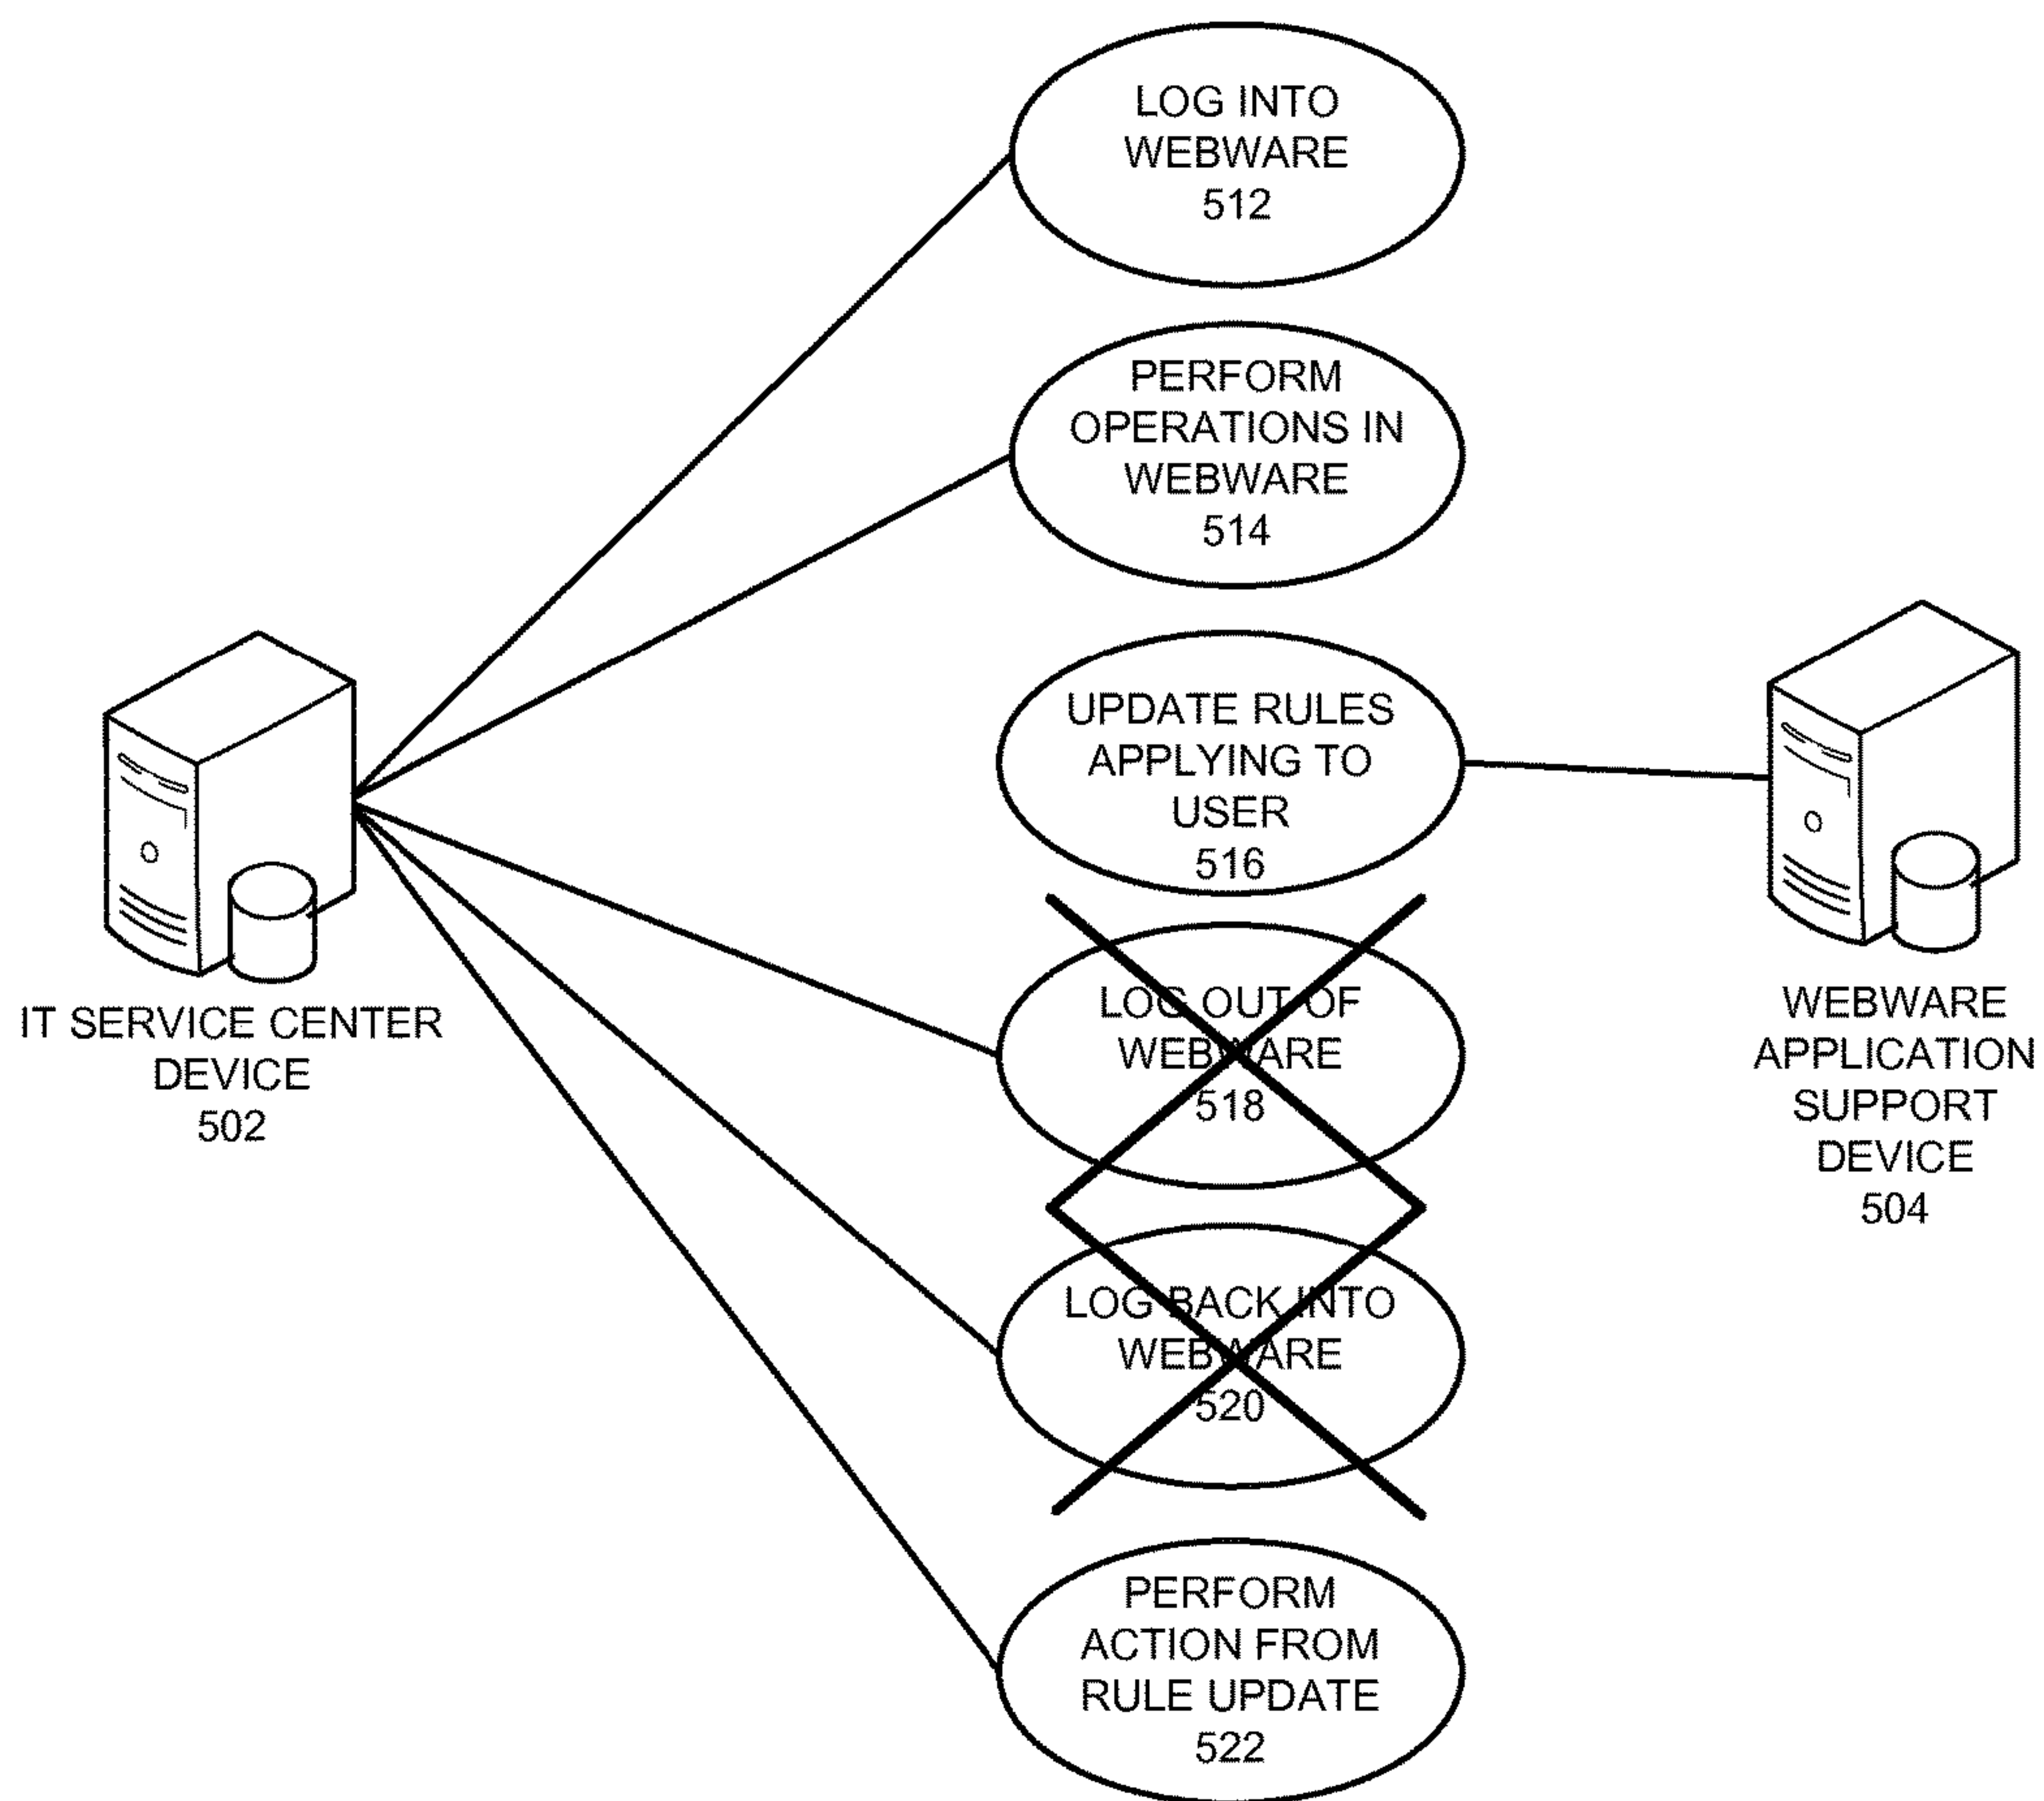 LOG INTO
WEBWARE
512
PERFORM
OPERATIONS IN
WEBWARE
514
UPDATE RULES
APPLYING TO
USER
516
LOG OUT OF
WEBWARE
518
LOG BACK INTO
WEBWARE
520
PERFORM
ACTION FROM
RULE UPDATE
522
IT SERVICE CENTER
DEVICE
502
WEBWARE
APPLICATION
SUPPORT
DEVICE
504